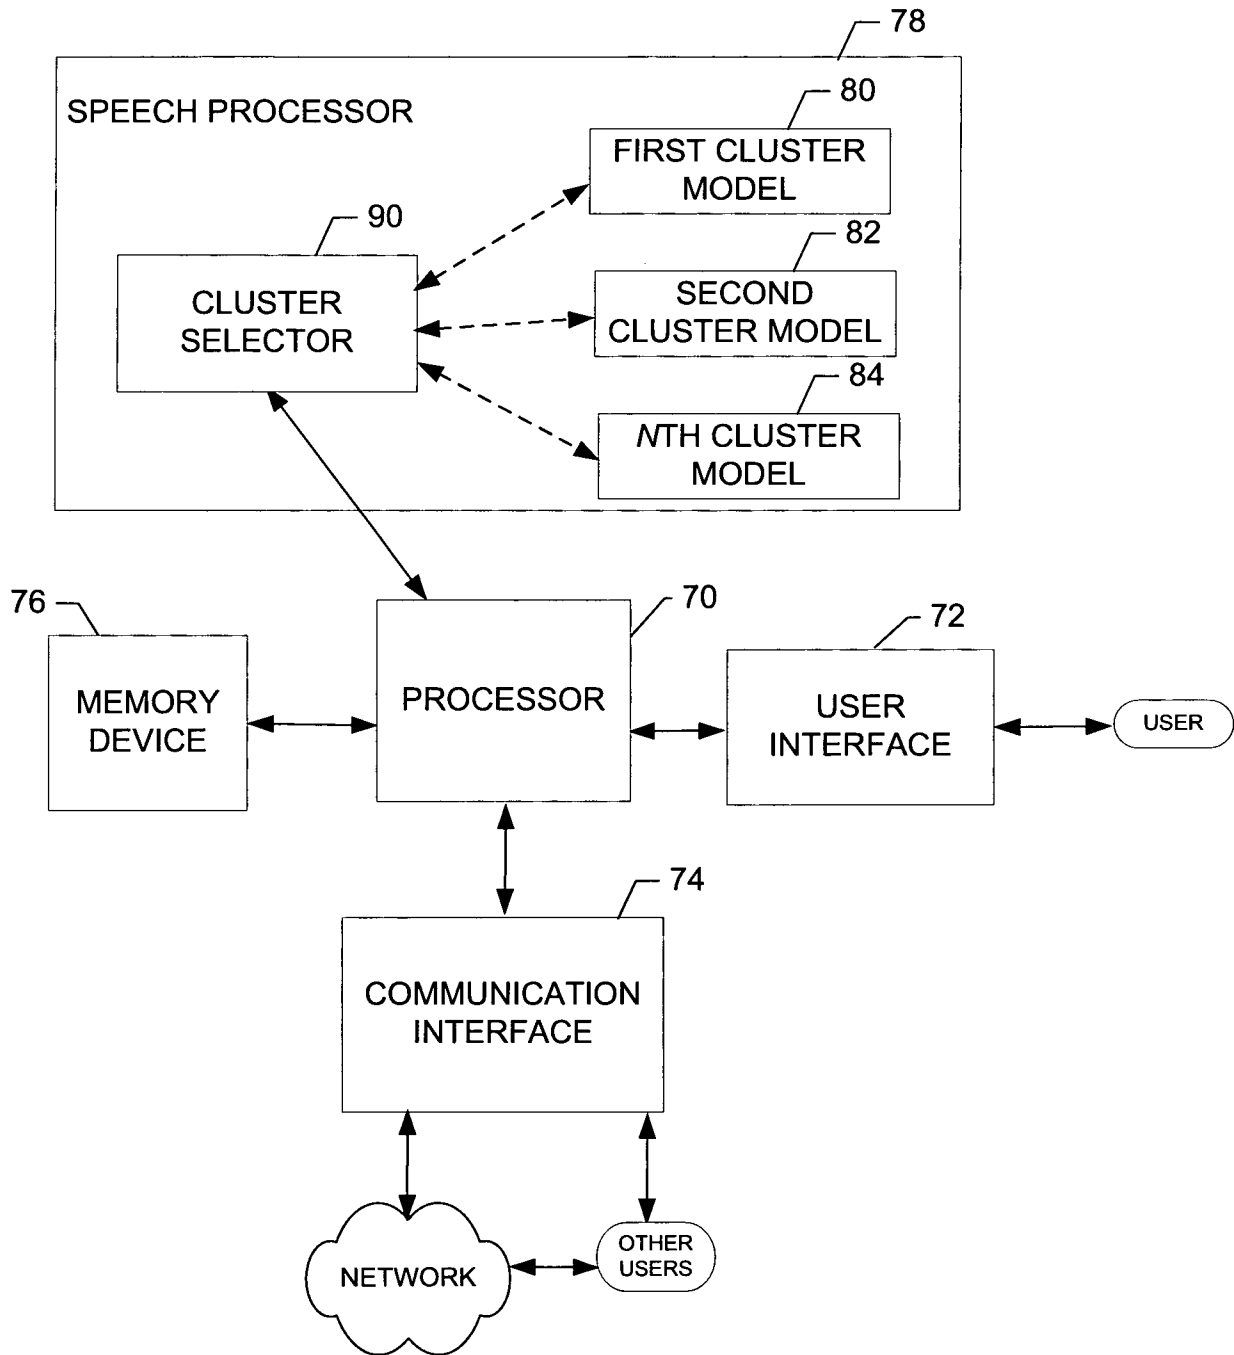 78
SPEECH PROCESSOR
80
FIRST CLUSTER
MODEL
90
82
CLUSTER
SELECTOR
SECOND
CLUSTER MODEL
84
NTH CLUSTER
MODEL
76
70
72
MEMORY
DEVICE
PROCESSOR
USER
INTERFACE
USER
74
COMMUNICATION
INTERFACE
NETWORK
OTHER
USERS